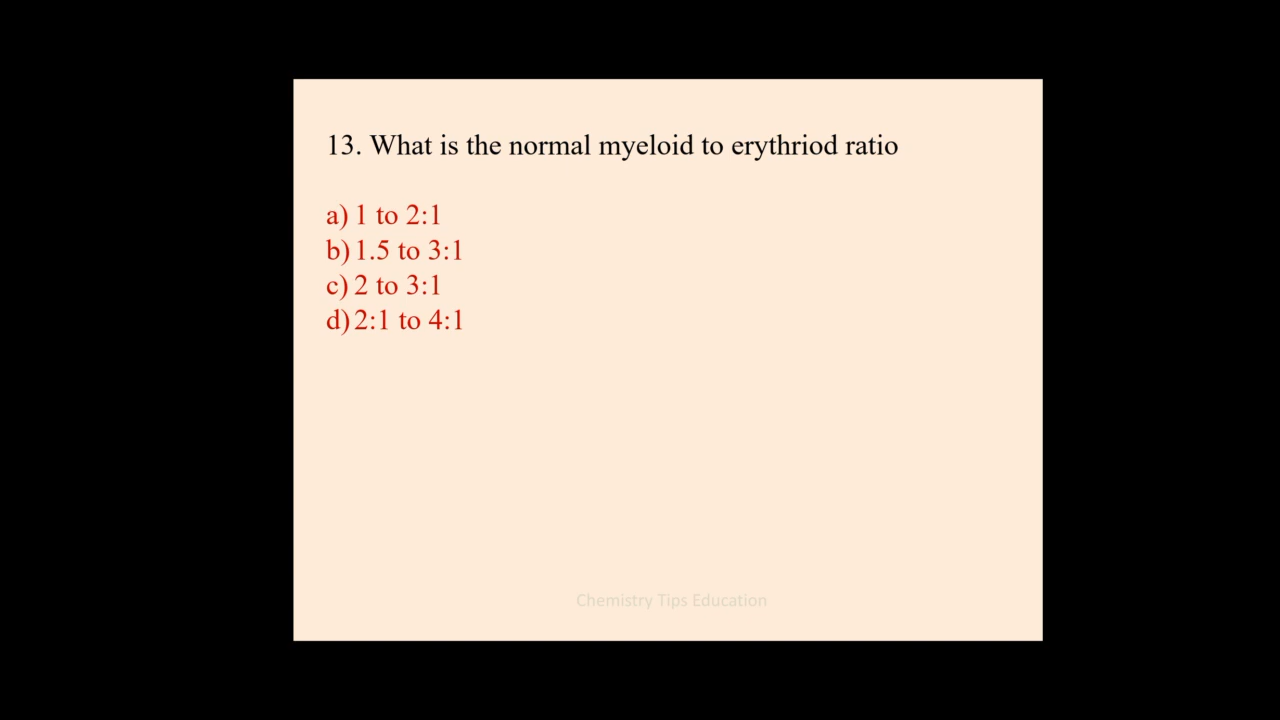 13. What is the normal myeloid to erythriod ratio
a) 1 to 2:1
b) 1.5 to 3:1
c) 2 to 3:1
d) 2:1 to 4:1
Chemistry Tips Education